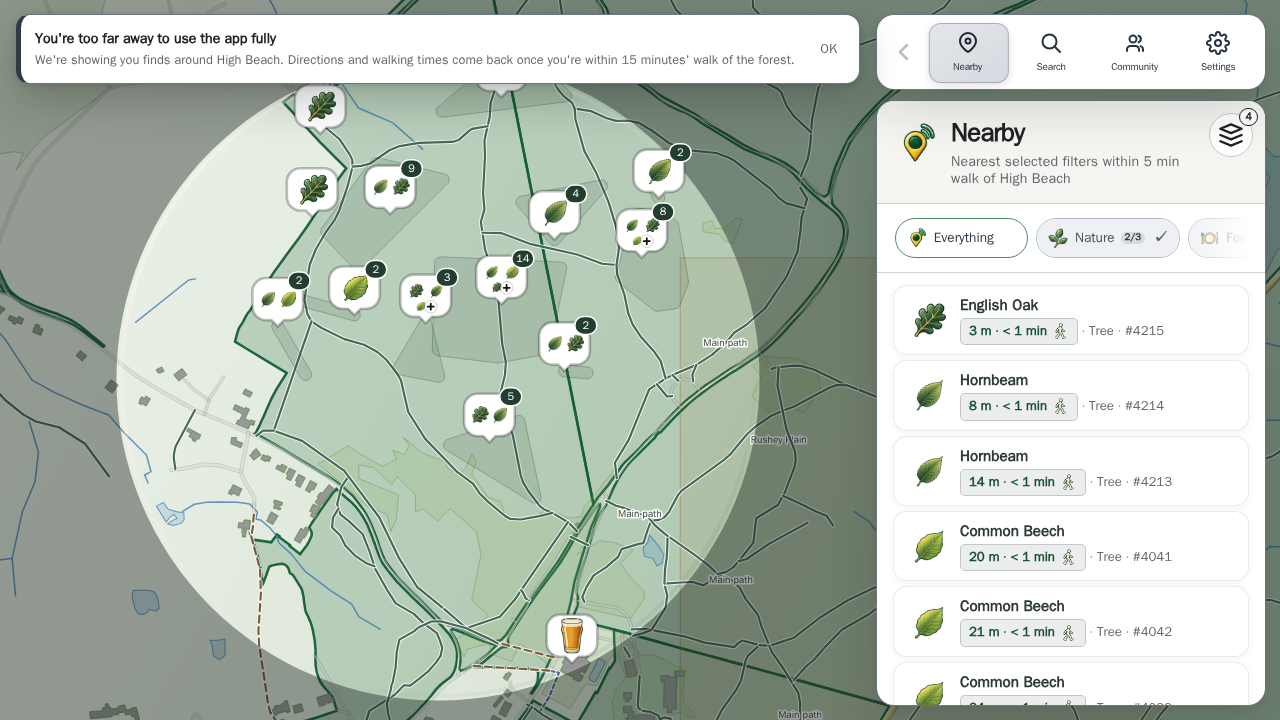 You're too far away to use the app fully
We're showing you finds around High Beach. Directions and walking times come back once you're within 15 minutes' walk of the forest.
OK
Nearby
Search
Community
Settings
Nearby
4
Nearest selected filters within 5 min
walk of High Beach
Everything
Nature 2/3
English Oak
3 m · < 1 min · Tree · #4215
Hornbeam
8 m · < 1 min · Tree · #4214
Hornbeam
14 m · < 1 min · Tree · #4213
Common Beech
20 m · < 1 min · Tree · #4041
Common Beech
21 m · < 1 min · Tree · #4042
Common Beech
2
9
4
8
14
2
2
3
2
5
Main path
Rushey Plain
Main path
Main path
Main path